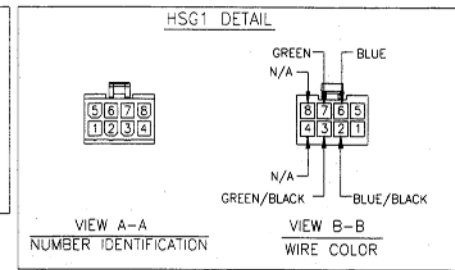 HSG1 DETAIL
GREEN
BLUE
N/A
5 6 7 8
1 2 3 4
8 7 6 5
4 3 2 1
N/A
GREEN/BLACK
BLUE/BLACK
VIEW A-A
NUMBER IDENTIFICATION
VIEW B-B
WIRE COLOR